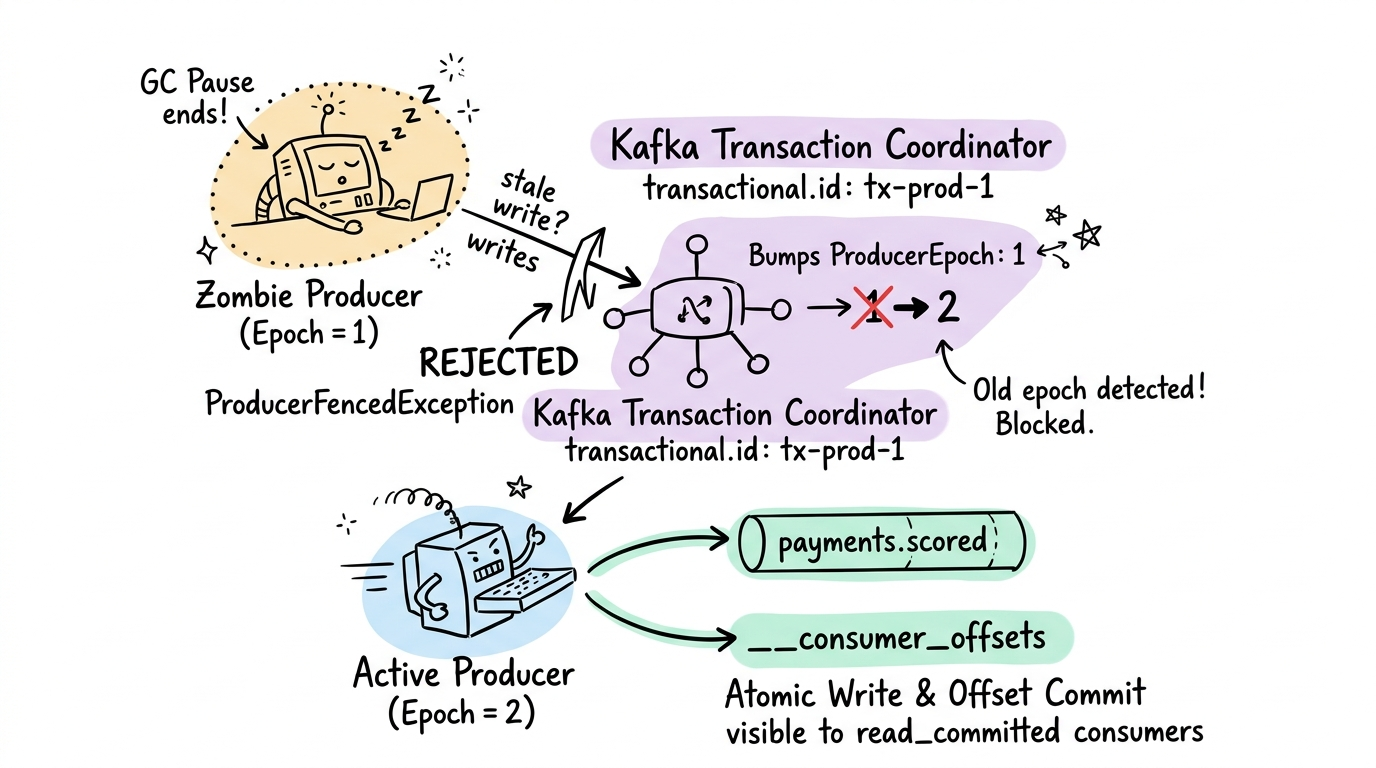 GC Pause
ends!
z z z Z Z
Kafka Transaction Coordinator
transactional.id: tx-prod-1
stale
write?
writes
Bumps ProducerEpoch: 1
1 → 2
Zombie Producer
(Epoch = 1)
REJECTED
ProducerFencedException
Old epoch detected!
Blocked.
Kafka Transaction Coordinator
transactional.id: tx-prod-1
payments.scored
__consumer_offsets
Active Producer
(Epoch = 2)
Atomic Write & Offset Commit
visible to read_committed consumers